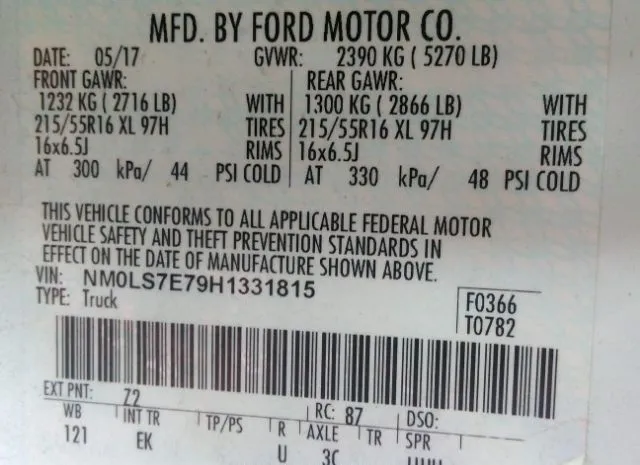 MFD. BY FORD MOTOR CO.
DATE: 05/17 GVWR: 2390 KG ( 5270 LB)
FRONT GAWR: REAR GAWR:
1232 KG ( 2716 LB) WITH 1300 KG ( 2866 LB) WITH
215/55R16 XL 97H TIRES 215/55R16 XL 97H TIRES
16x6.5J RIMS 16x6.5J RIMS
AT 300 kPa/ 44 PSI COLD AT 330 kPa/ 48 PSI COLD
THIS VEHICLE CONFORMS TO ALL APPLICABLE FEDERAL MOTOR
VEHICLE SAFETY AND THEFT PREVENTION STANDARDS IN
EFFECT ON THE DATE OF MANUFACTURE SHOWN ABOVE.
VIN: NM0LS7E79H1331815
TYPE: Truck
F0366
T0782
EXT PNT: Z2 RC: 87 DSO:
WB INT TR TP/PS R AXLE TR SPR
121 EK U 3C